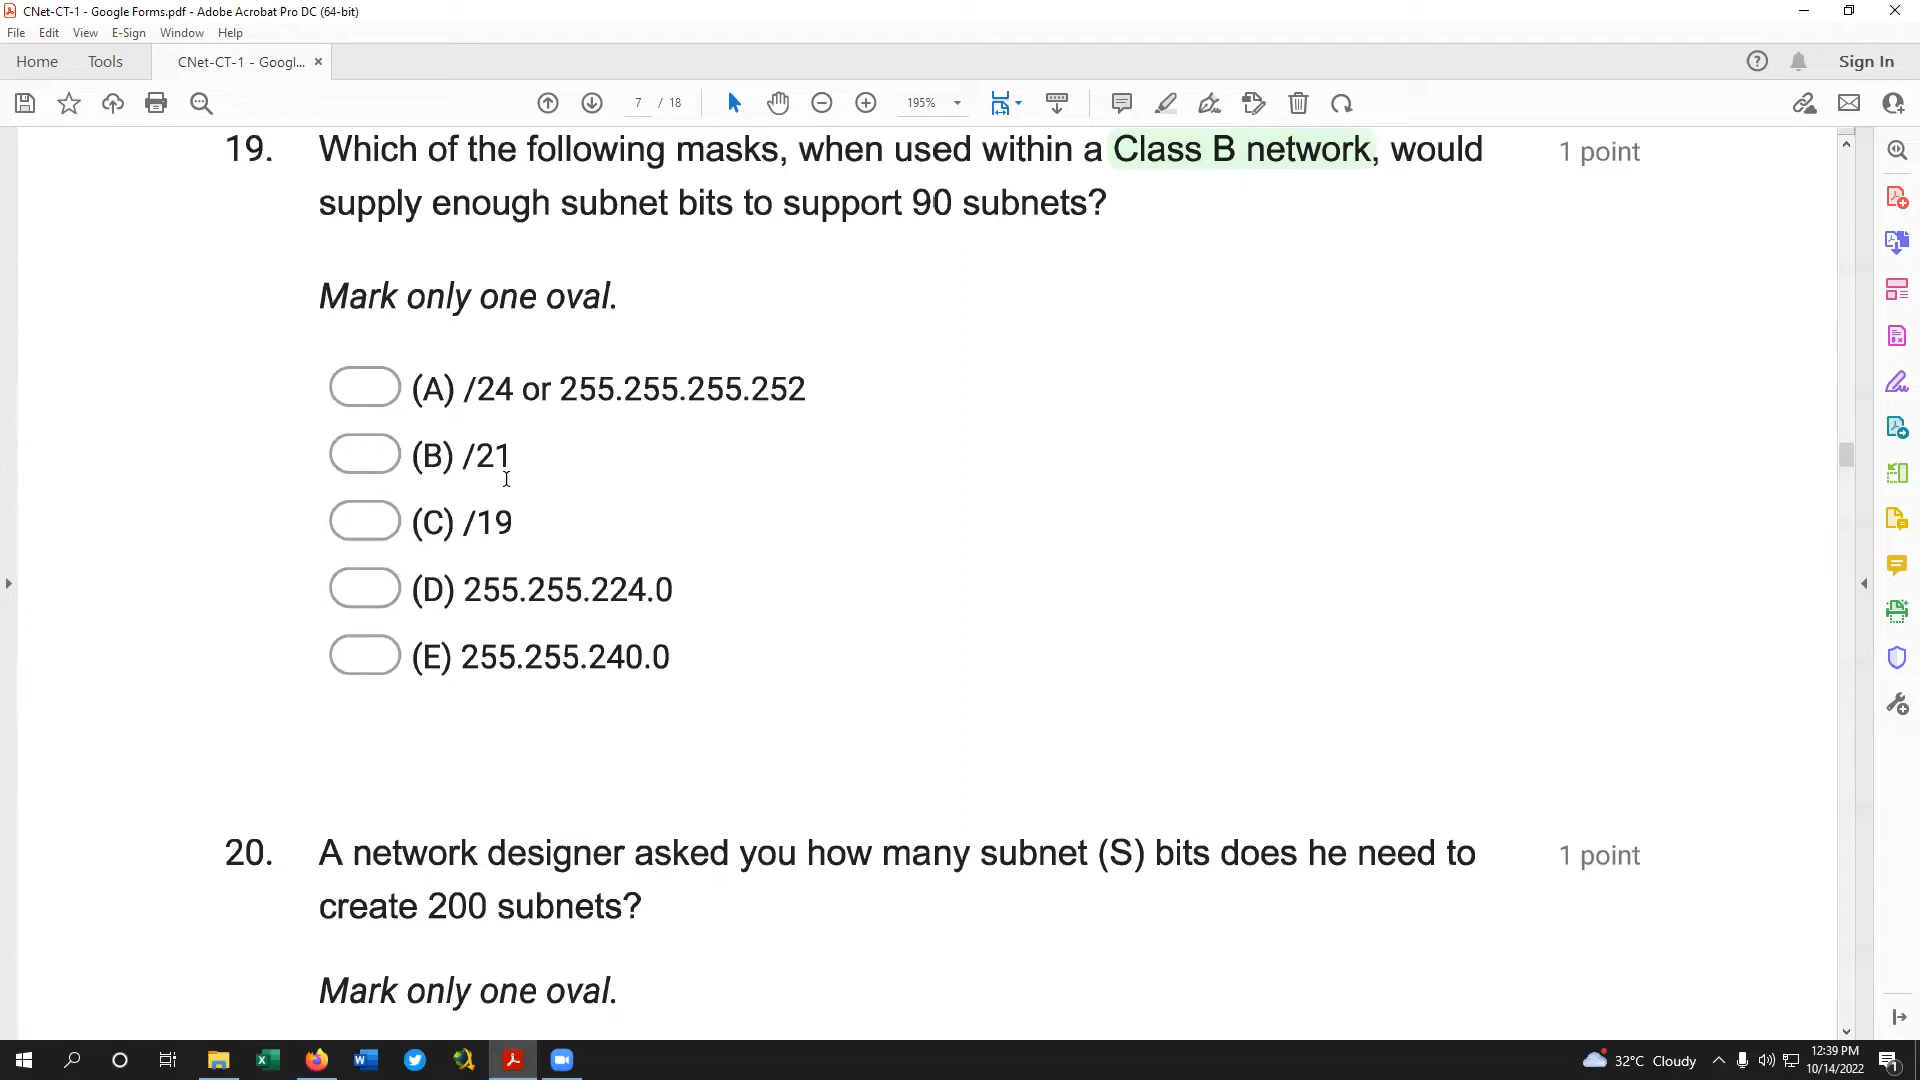 CNet-CT-1 - Google Forms.pdf - Adobe Acrobat Pro DC (64-bit)
File Edit View E-Sign Window Help
Home Tools CNet-CT-1 - Googl... × Sign In
7 / 18 195%
19. Which of the following masks, when used within a Class B network, would 1 point
supply enough subnet bits to support 90 subnets?
Mark only one oval.
(A) /24 or 255.255.255.252
(B) /21
(C) /19
(D) 255.255.224.0
(E) 255.255.240.0
20. A network designer asked you how many subnet (S) bits does he need to 1 point
create 200 subnets?
Mark only one oval.
32°C Cloudy 12:39 PM
10/14/2022 1